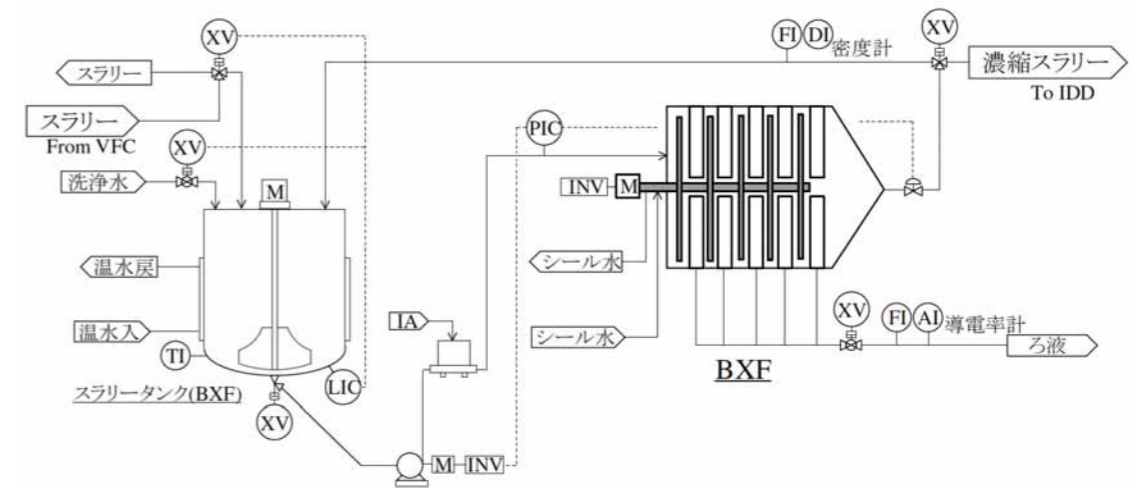 XV
スラリー
スラリー
From VFC
XV
洗浄水
M
温水戻
温水入
TI
スラリータンク(BXF)
LIC
XV
IA
M
INV
PIC
INV
M
シール水
シール水
BXF
FI
DI
密度計
XV
濃縮スラリー
To IDD
XV
FI
AI
導電率計
ろ液